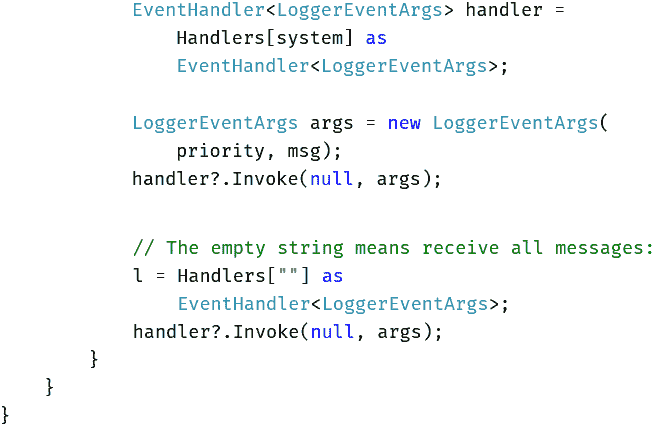 EventHandler<LoggerEventArgs> handler =
Handlers[system] as
EventHandler<LoggerEventArgs>;
LoggerEventArgs args = new LoggerEventArgs(
priority, msg);
handler?.Invoke(null, args);
// The empty string means receive all messages:
l = Handlers[""] as
EventHandler<LoggerEventArgs>;
handler?.Invoke(null, args);
}
}
}